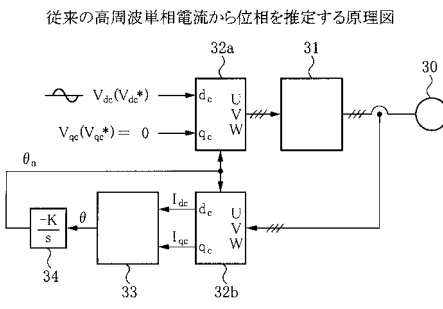 従来の高周波単相電流から位相を推定する原理図
32a
31
30
Vdc(Vdc*)
dc
U
V
W
Vqc(Vqc*)= 0
qc
θn
Idc
dc
U
V
W
θ
-K
s
Iqc
qc
34
33
32b